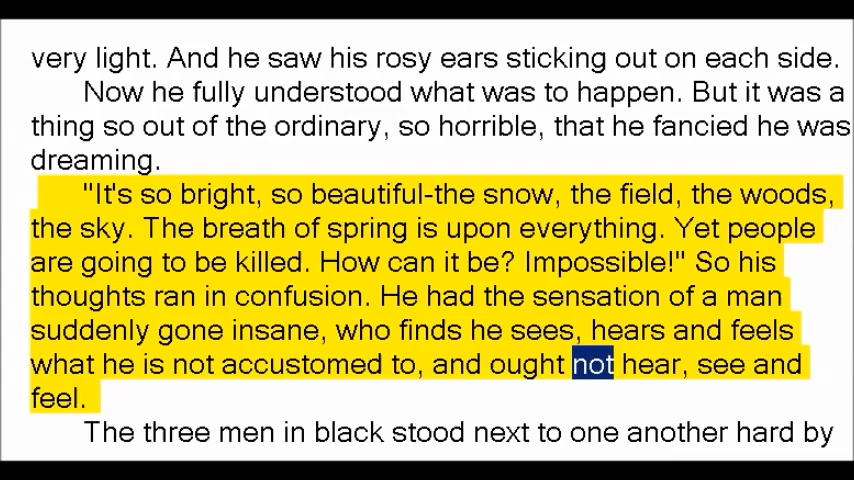 very light. And he saw his rosy ears sticking out on each side.
Now he fully understood what was to happen. But it was a
thing so out of the ordinary, so horrible, that he fancied he was
dreaming.
"It's so bright, so beautiful-the snow, the field, the woods,
the sky. The breath of spring is upon everything. Yet people
are going to be killed. How can it be? Impossible!" So his
thoughts ran in confusion. He had the sensation of a man
suddenly gone insane, who finds he sees, hears and feels
what he is not accustomed to, and ought not hear, see and
feel.
The three men in black stood next to one another hard by